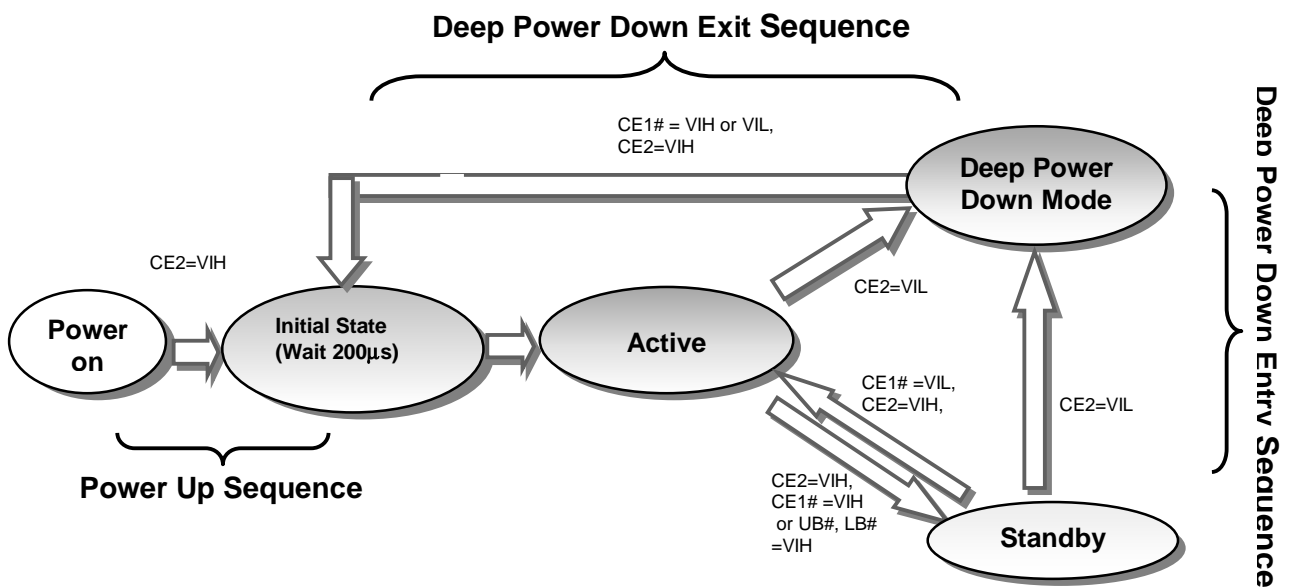 Deep Power Down Exit Sequence
CE1# = VIH or VIL,
CE2=VIH
Deep Power
Down Mode
Deep Power Down Entry Sequence
CE2=VIH
CE2=VIL
Power
on
Initial State
(Wait 200µs)
Active
CE1# =VIL,
CE2=VIH,
CE2=VIL
Power Up Sequence
CE2=VIH,
CE1# =VIH
or UB#, LB#
=VIH
Standby